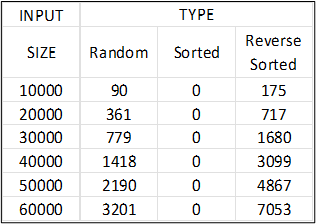 INPUT TYPE
SIZE Random Sorted Reverse Sorted
10000 90 0 175
20000 361 0 717
30000 779 0 1680
40000 1418 0 3099
50000 2190 0 4867
60000 3201 0 7053